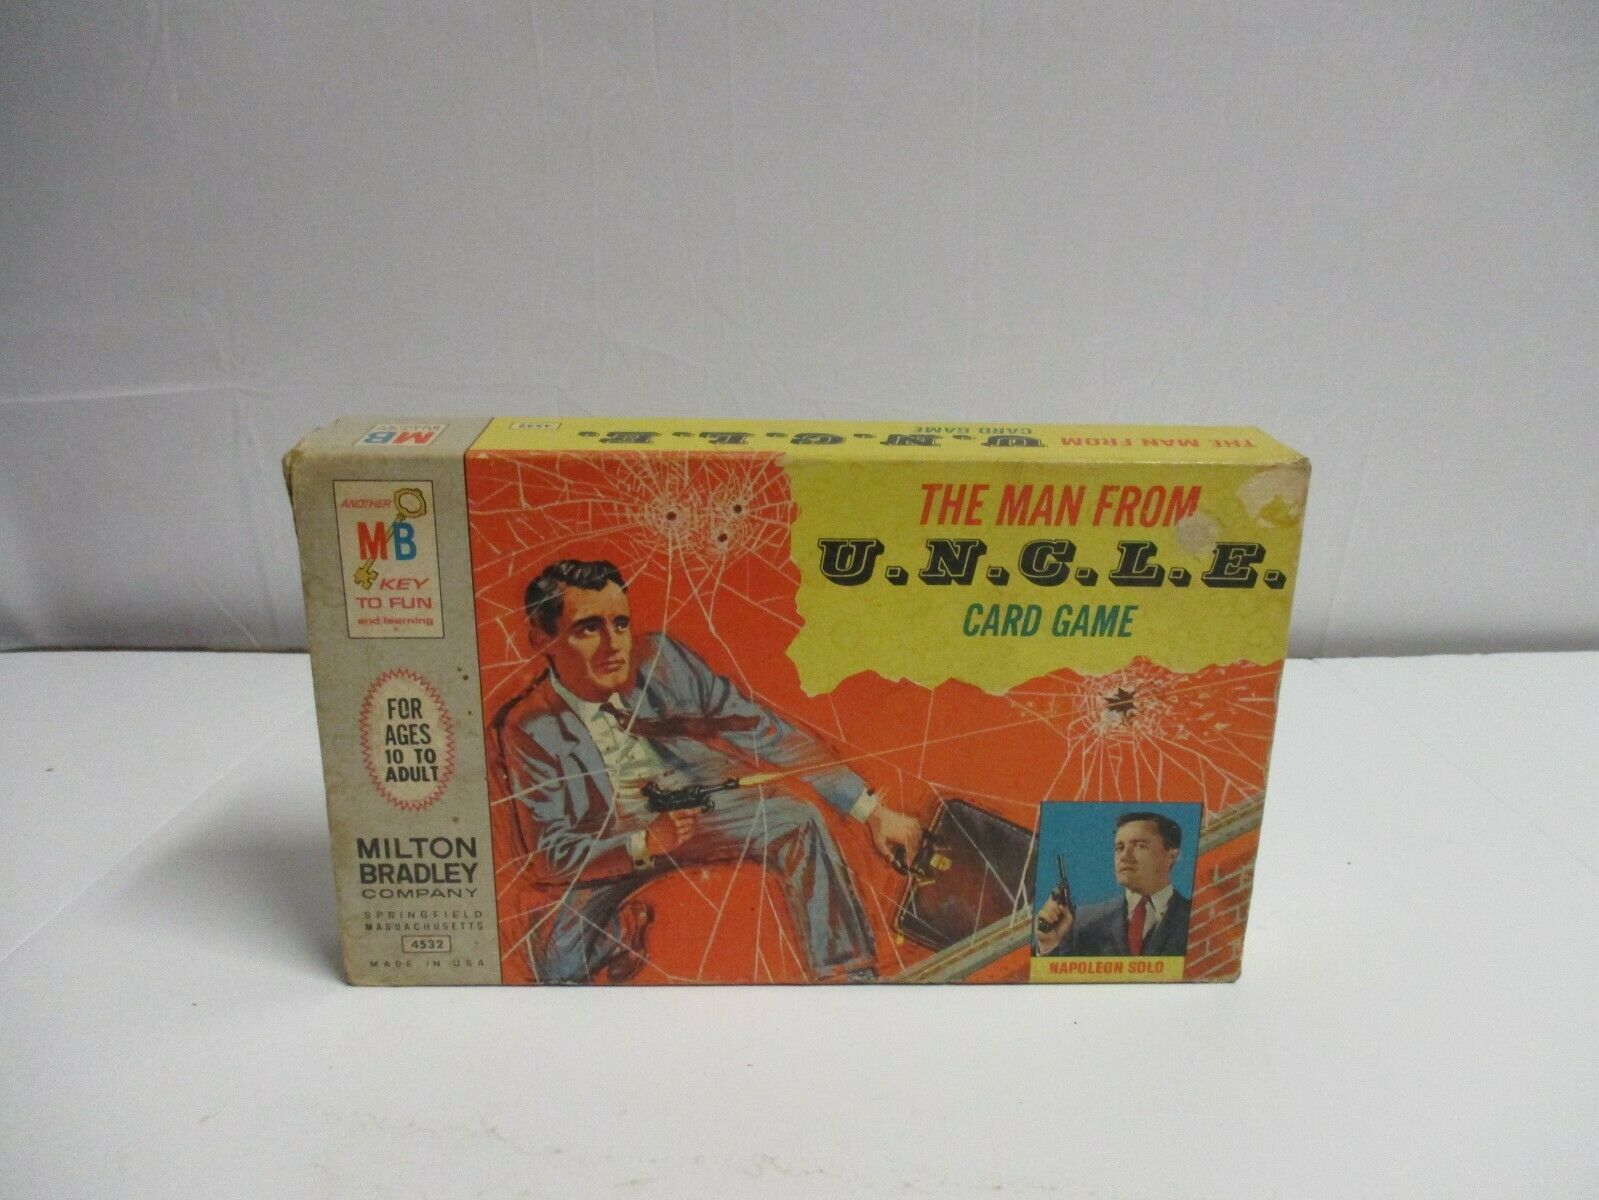 MB
4532
THE MAN FROM
U.N.C.L.E.
CARD GAME
ANOTHER
MB
KEY
TO FUN
and learning
FOR
AGES
10 TO
ADULT
MILTON
BRADLEY
COMPANY
SPRINGFIELD
MASSACHUSETTS
4532
MADE IN USA
THE MAN FROM
U.N.C.L.E.
CARD GAME
NAPOLEON SOLO